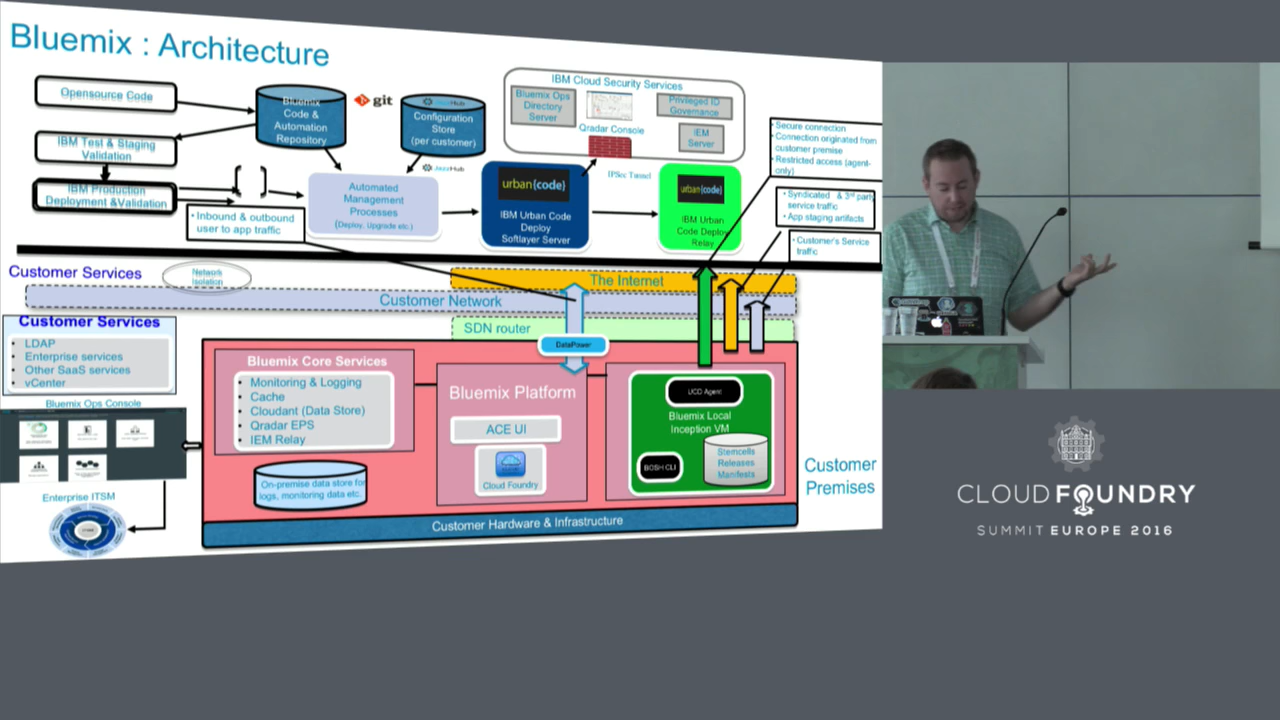 Bluemix : Architecture
Opensource Code
IBM Test & Staging
Validation
IBM Production
Deployment &Validation
Bluemix
Code &
Automation
Repository
git
JazzHub
Configuration
Store
(per customer)
JazzHub
IBM Cloud Security Services
Bluemix Ops
Directory
Server
Qradar Console
Privileged ID
Governance
IEM
Server
Automated
Management
Processes
(Deploy, Upgrade etc.)
urban{code}
IBM Urban Code
Deploy
Softlayer Server
IPSec Tunnel
urban{code}
IBM Urban
Code Deploy
Relay
• Secure connection
• Connection originated from
customer premise
• Restricted access (agent-
only)
• Syndicated & 3rd party
service traffic
• App staging artifacts
• Customer's Service
traffic
• Inbound & outbound
user to app traffic
Customer Services
Network
Isolation
The Internet
Customer Network
SDN router
DataPower
Customer Services
• LDAP
• Enterprise services
• Other SaaS services
• vCenter
Bluemix Ops Console
Enterprise ITSM
Bluemix Core Services
• Monitoring & Logging
• Cache
• Cloudant (Data Store)
• Qradar EPS
• IEM Relay
On-premise data store for
logs, monitoring data etc.
Bluemix Platform
ACE UI
Cloud Foundry
UCD Agent
Bluemix Local
Inception VM
BOSH CLI
Stemcells
Releases
Manifests
Customer
Premises
Customer Hardware & Infrastructure
CLOUD FOUNDRY
SUMMIT EUROPE 2016